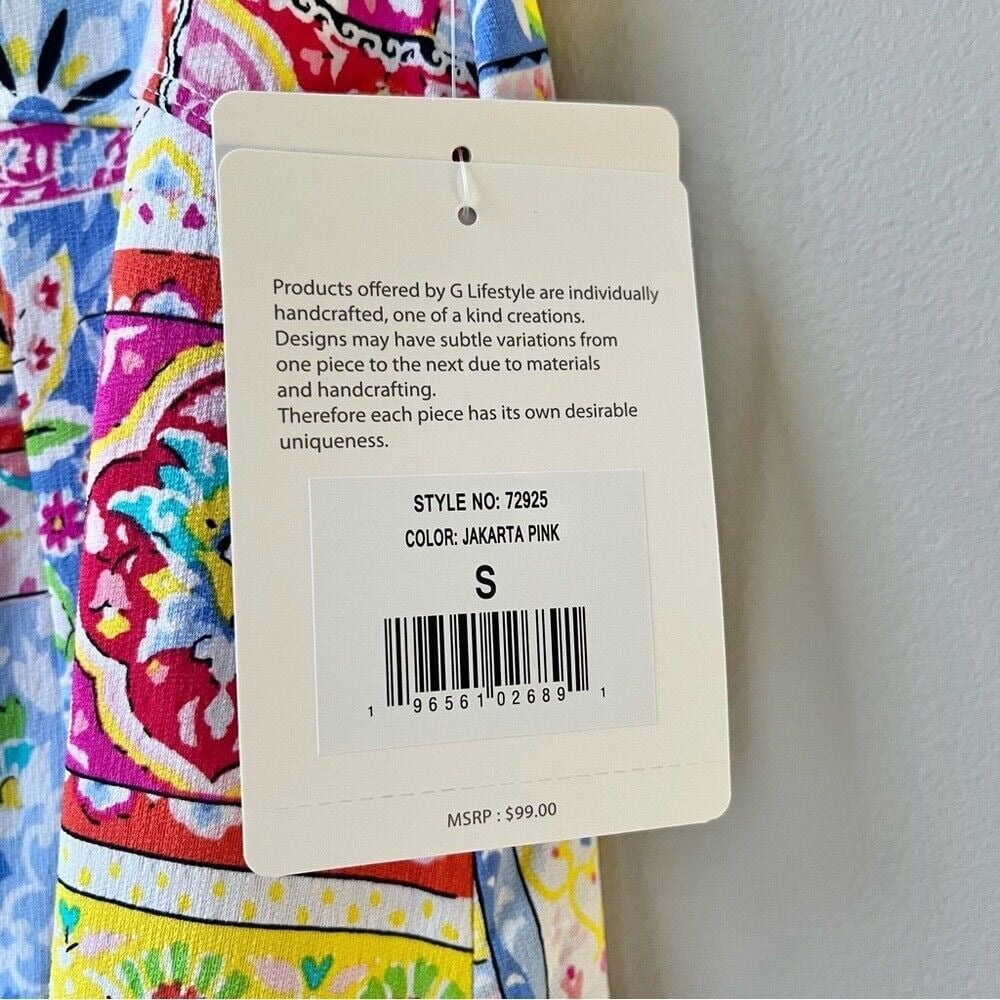 Products offered by G Lifestyle are individually
handcrafted, one of a kind creations.
Designs may have subtle variations from
one piece to the next due to materials
and handcrafting.
Therefore each piece has its own desirable
uniqueness.
STYLE NO: 72925
COLOR: JAKARTA PINK
S
1 96561 02689 1
MSRP : $99.00